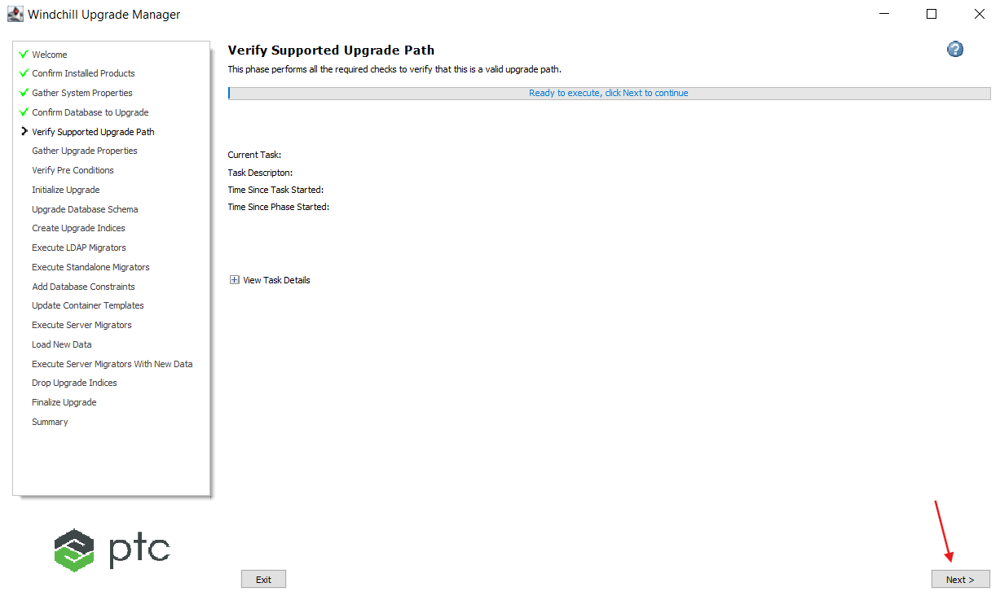 Windchill Upgrade Manager
Welcome
Confirm Installed Products
Gather System Properties
Confirm Database to Upgrade
Verify Supported Upgrade Path
Gather Upgrade Properties
Verify Pre Conditions
Initialize Upgrade
Upgrade Database Schema
Create Upgrade Indices
Execute LDAP Migrators
Execute Standalone Migrators
Add Database Constraints
Update Container Templates
Execute Server Migrators
Load New Data
Execute Server Migrators With New Data
Drop Upgrade Indices
Finalize Upgrade
Summary
ptc
Verify Supported Upgrade Path
?
This phase performs all the required checks to verify that this is a valid upgrade path.
Ready to execute, click Next to continue
Current Task:
Task Descripton:
Time Since Task Started:
Time Since Phase Started:
View Task Details
Exit
Next >